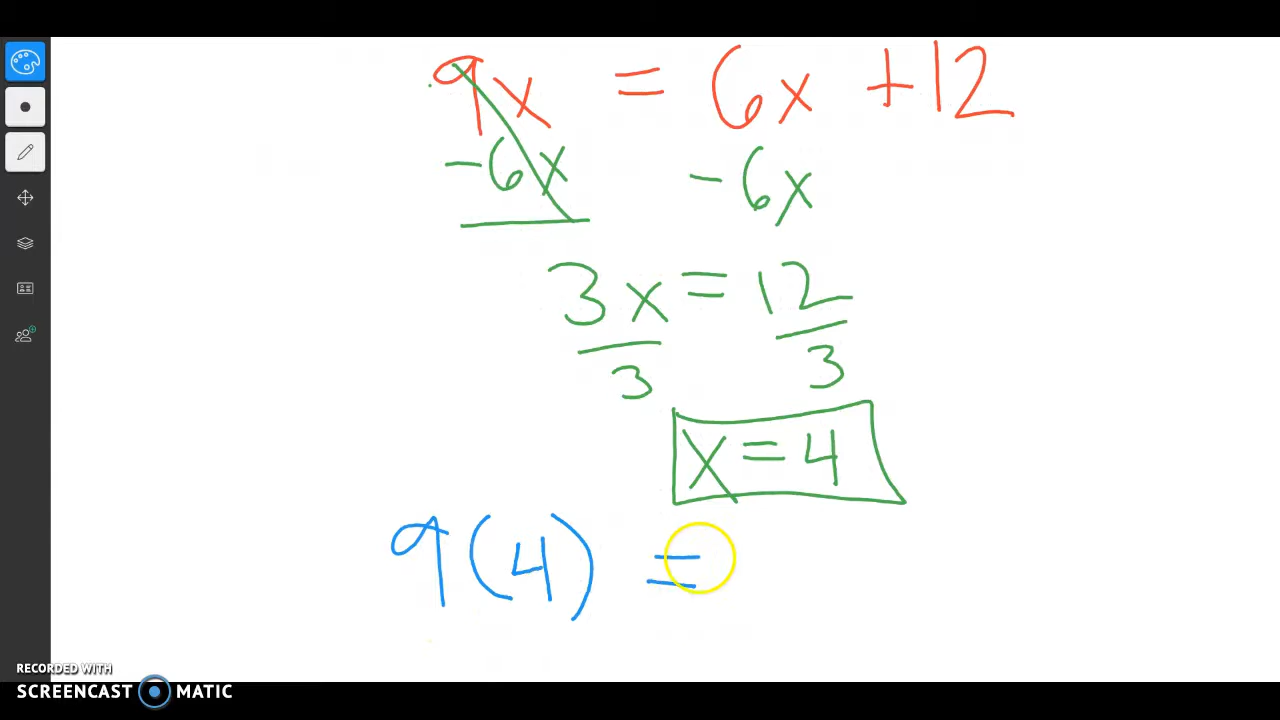 9x = 6x +12
-6x -6x
3x = 12
3 3
x = 4
9(4) =
RECORDED WITH
SCREENCAST MATIC